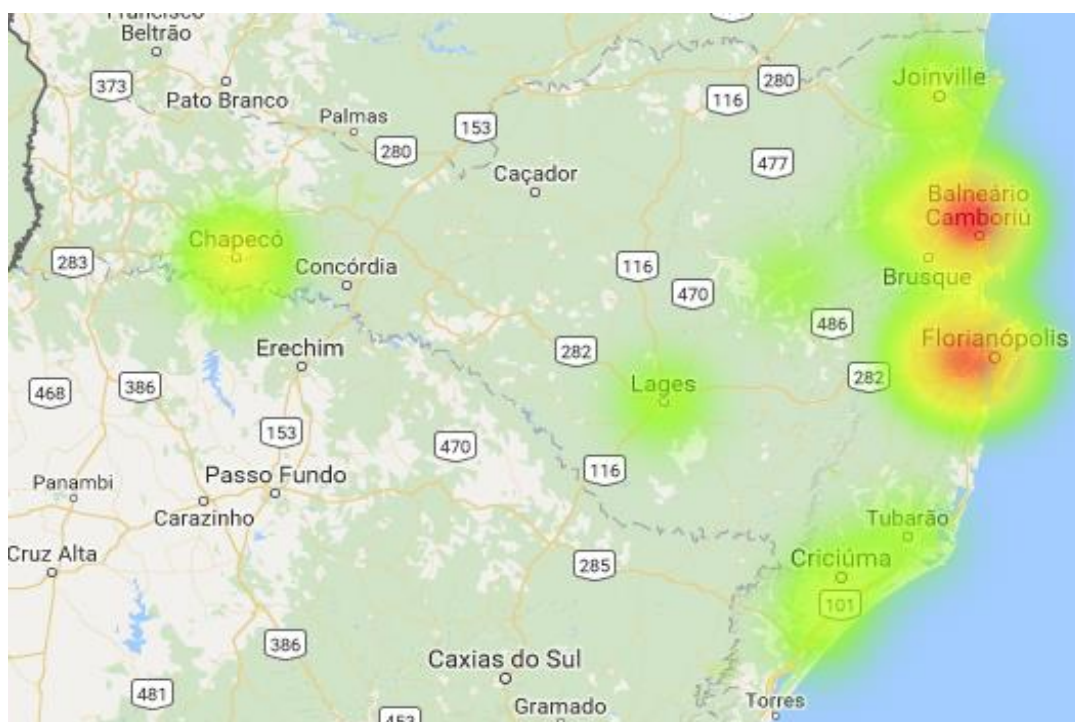 Francisco
Beltrão
373
Pato Branco
Palmas
280
153
Caçador
116
280
477
Joinville
Balneário
Camboriú
Brusque
Chapecó
283
Concórdia
116
470
486
Florianópolis
Erechim
282
282
Lages
468
386
153
470
116
Passo Fundo
Panambi
Carazinho
Tubarão
Cruz Alta
285
Criciúma
101
386
Caxias do Sul
481
Gramado
453
Torres